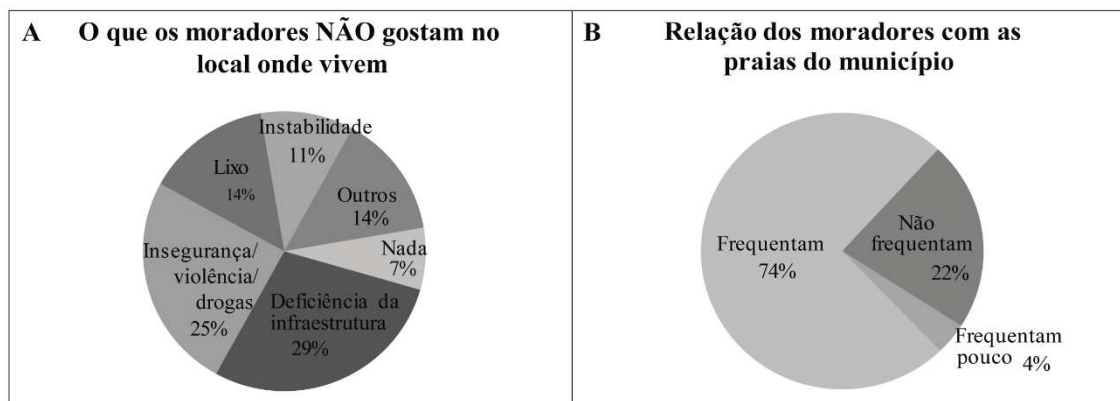 A O que os moradores NÃO gostam no
local onde vivem
Instabilidade
11%
Lixo
14%
Outros
14%
Nada
7%
Insegurança/
violência/
drogas
25%
Deficiência da
infraestrutura
29%
B Relação dos moradores com as
praias do município
Frequentam
74%
Não
frequentam
22%
Frequentam
pouco 4%